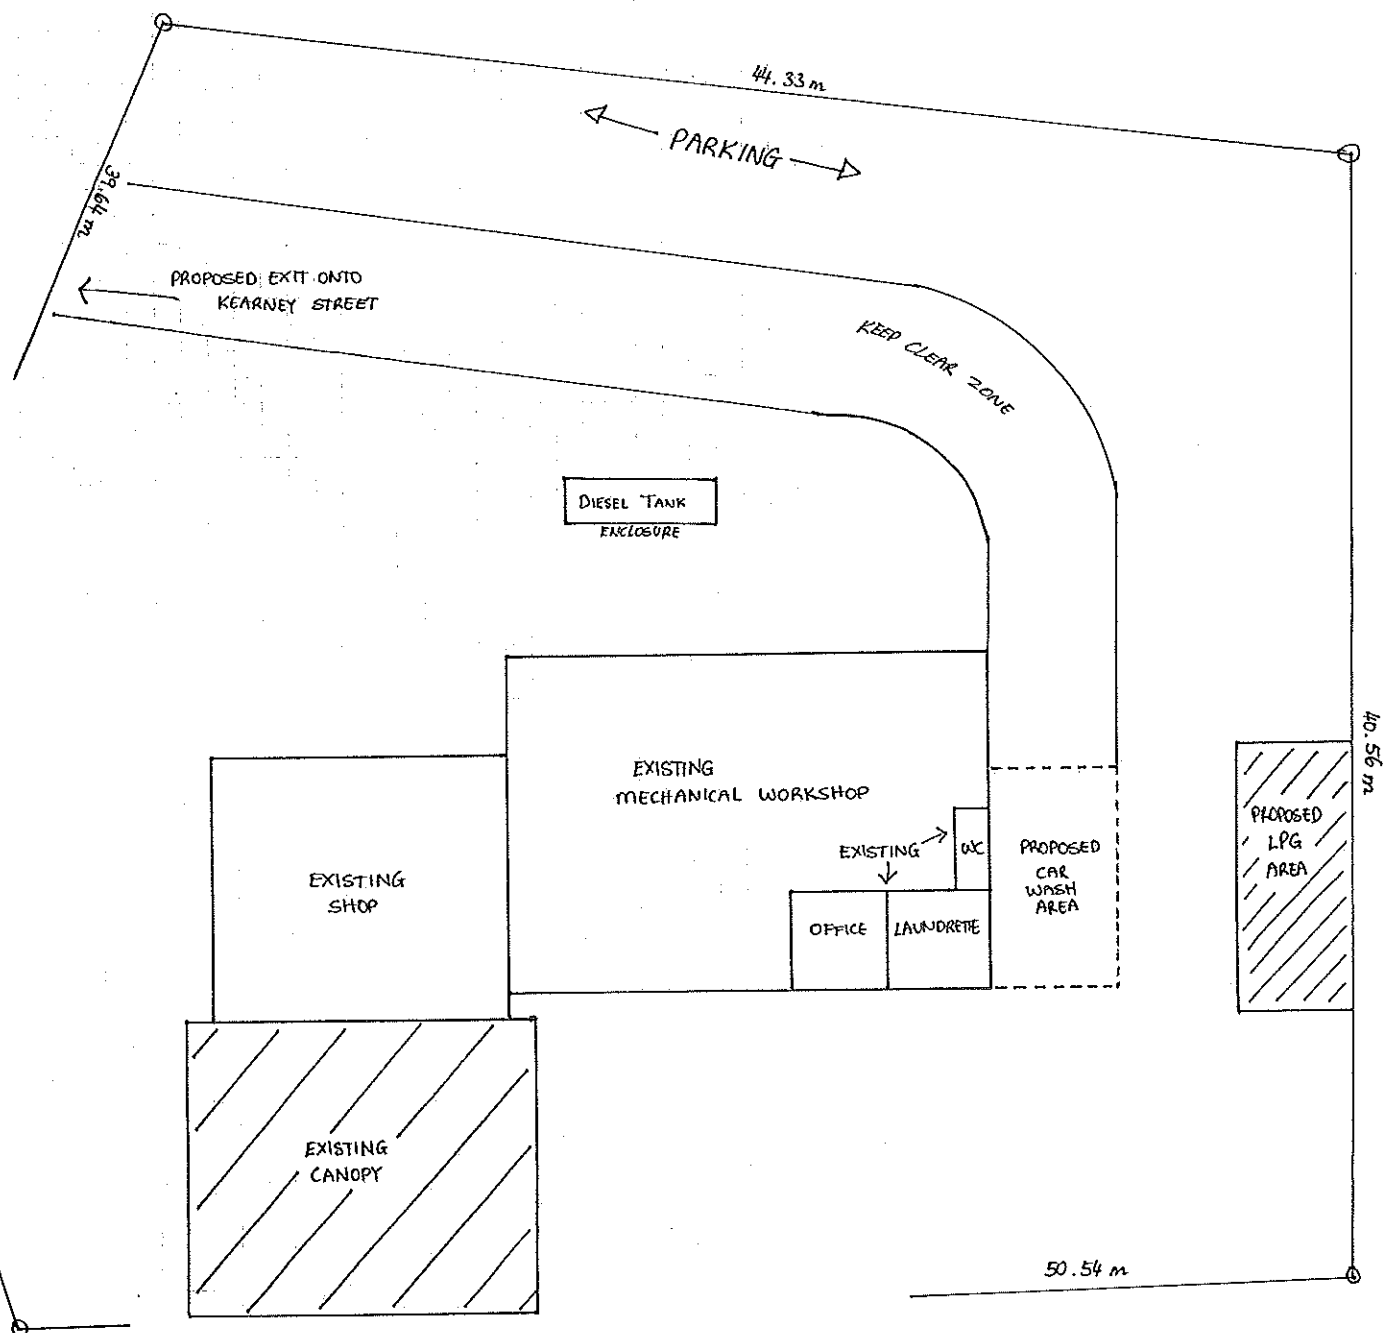 44.33 m
PARKING
39.64 m
PROPOSED EXIT ONTO
KEARNEY STREET
KEEP CLEAR ZONE
DIESEL TANK
ENCLOSURE
40.56 m
EXISTING
MECHANICAL WORKSHOP
PROPOSED
LPG
AREA
EXISTING
WC
PROPOSED
CAR
WASH
AREA
EXISTING
SHOP
OFFICE
LAUNDRETTE
EXISTING
CANOPY
50.54 m